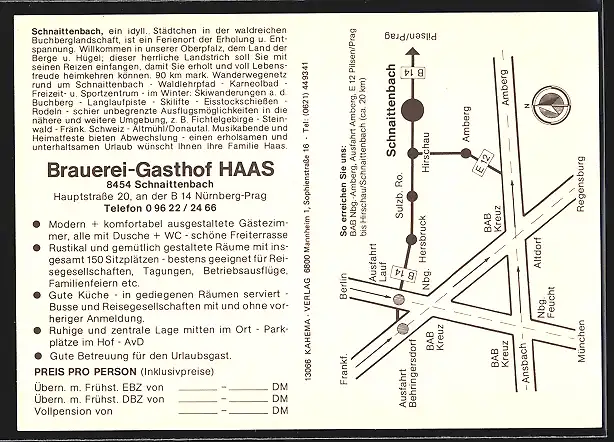 Schnaittenbach, ein idyll.. Städtchen in der waldreichen
Buchberglandschaft, ist ein Ferienort der Erholung u. Ent-
spannung. Willkommen in unserer Oberpfalz, dem Land der
Berge u. Hügel; dieser herrliche Landstrich soll Sie mit
seinen Reizen einfangen, damit Sie erholt und voll Lebens-
freude heimkehren können. 90 km mark. Wanderwegenetz
rum um Schnaittenbach - Waldlehrpfad - Karneolbad -
Freizeit - u. Sportzentrum - im Winter: Skiwanderungen a. d.
Buchberg - Langlaufpiste - Skilifte - Eisstockschießen -
Rodeln - schier unbegrenzte Ausflugsmöglichkeiten in die
nähere und weitere Umgebung, z. B. Fichtelgebirge - Stein-
wald - Fränk. Schweiz - Altmühl/Donautal. Musikabende und
Heimatfeste bieten Abwechslung - einen erholsamen und
unterhaltsamen Urlaub wünscht Ihnen Ihre Familie Haas.
Brauerei-Gasthof HAAS
8454 Schnaittenbach
Hauptstraße 20, an der B 14 Nürnberg-Prag
Telefon 0 96 22 / 24 66
● Modern + komfortabel ausgestaltete Gästezim-
mer, alle mit Dusche + WC - schöne Freiterrasse
● Rustikal und gemütlich gestaltete Räume mit ins-
gesamt 150 Sitzplätzen - bestens geeignet für Rei-
segesellschaften, Tagungen, Betriebsausflüge,
Familienfeiern etc.
● Gute Küche - in gediegenen Räumen serviert -
Busse und Reisegesellschaften mit und ohne vor-
heriger Anmeldung.
● Ruhige und zentrale Lage mitten im Ort - Park-
plätze im Hof - AvD
● Gute Betreuung für den Urlaubsgast.
PREIS PRO PERSON (Inklusivpreise)
Übern. m. Frühst. EBZ von – DM
Übern. m. Frühst. DBZ von – DM
Vollpension von – DM
13066 KAHEMA - VERLAG 6800 Mannheim 1, Sophienstraße 16 - Tel. (0621) 449341
So erreichen Sie uns:
BAB Nbg.-Amberg, Ausfahrt Amberg, E 12 Pilsen/Prag
bis Hirschau/Schnaittenbach (ca. 20 km)
Pilsen/Prag
B 14
Schnaittenbach
Hirschau
Amberg
E 12
Amberg
N
Sulzb. Ro.
Hersbruck
B 14
Nbg.
Ausfahrt
Lauf
Berlin
BAB
Kreuz
Regensburg
Altdorf
Nbg.
Feucht
München
Ansbach
BAB
Kreuz
BAB
Kreuz
Ausfahrt
Behringersdorf
Frankf.